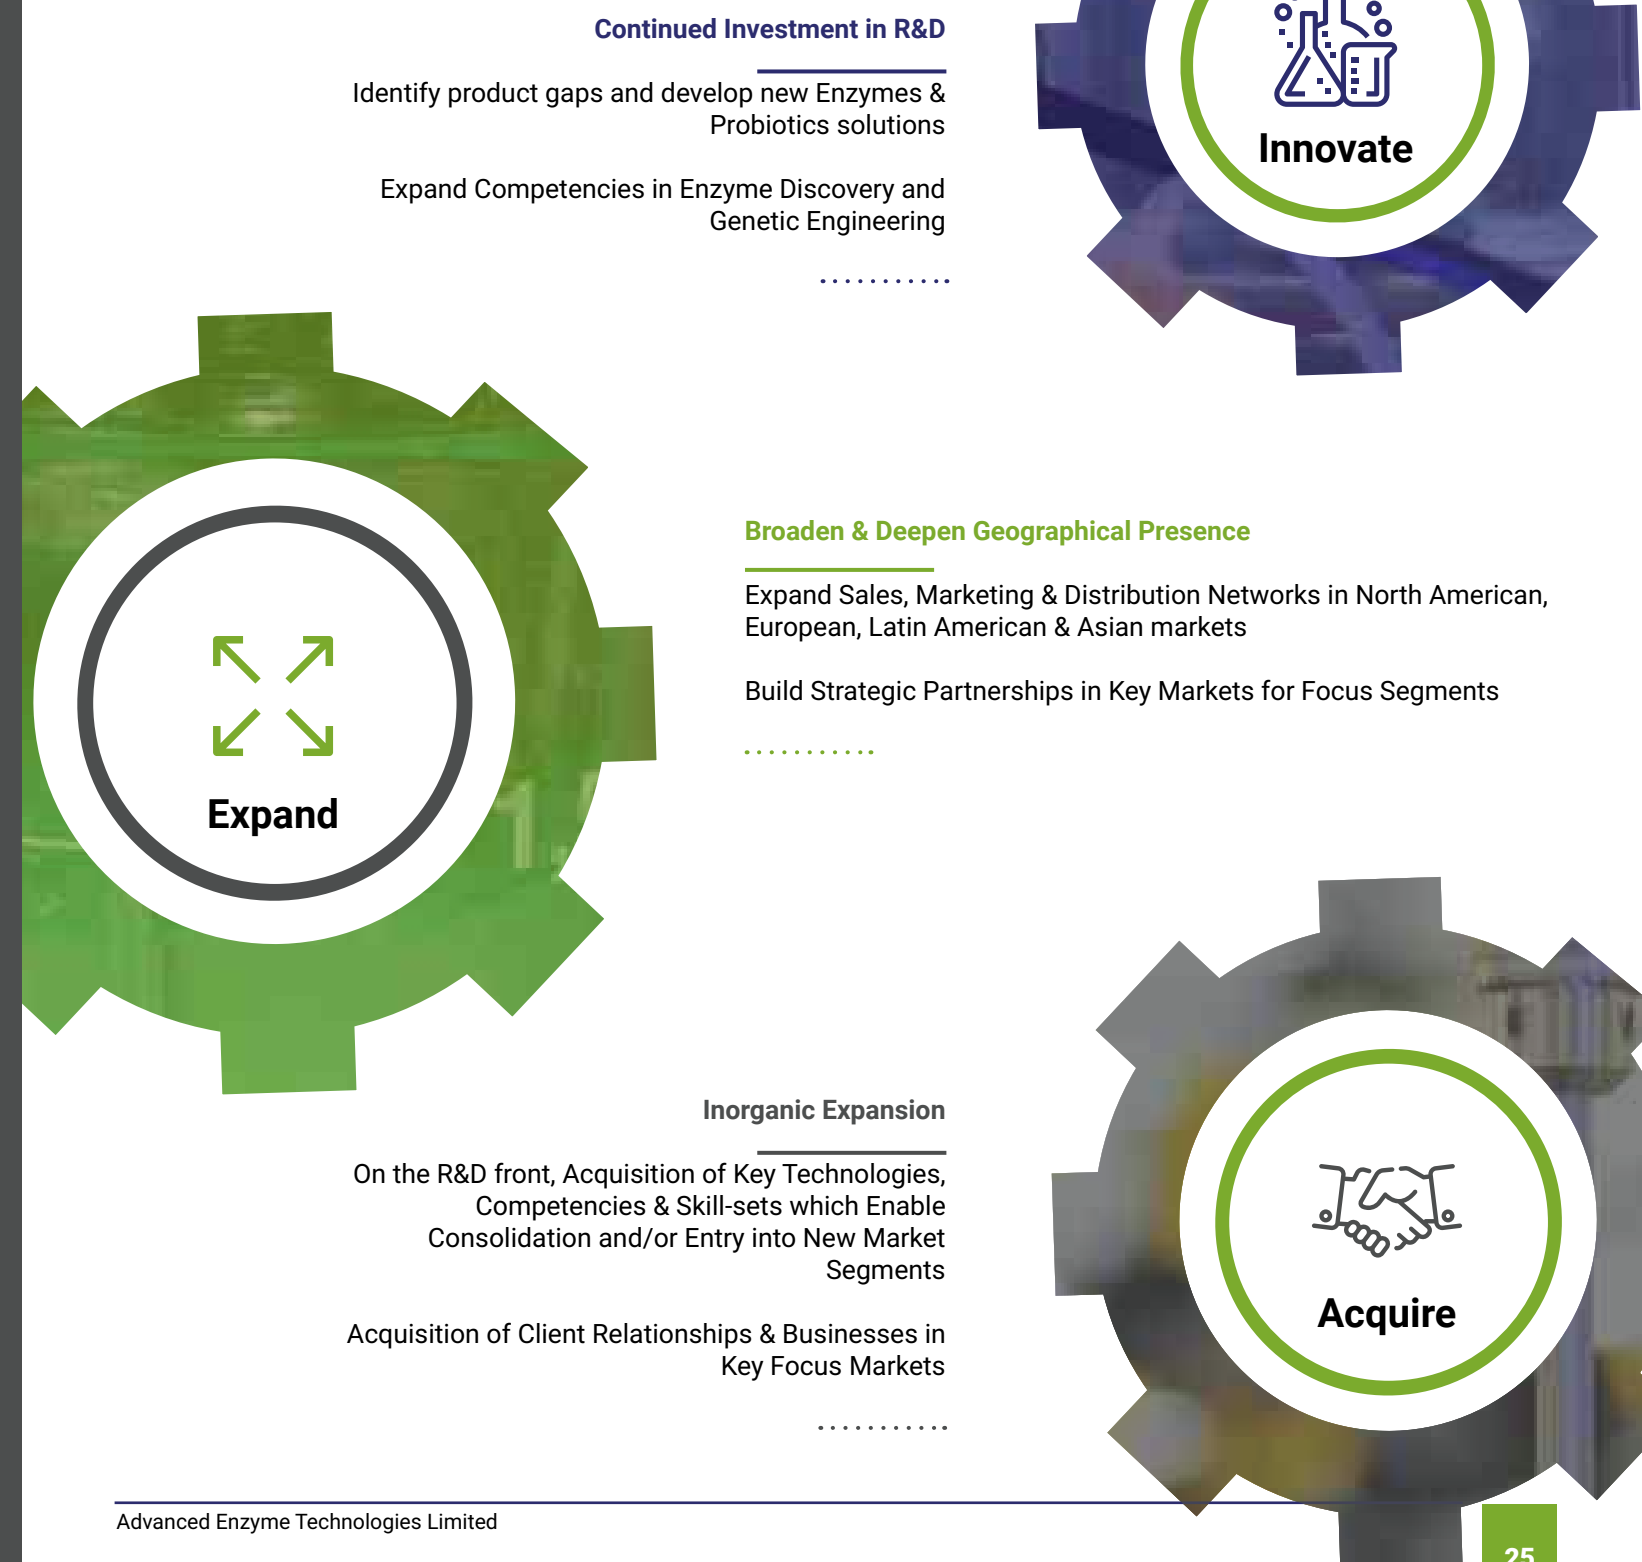 Continued Investment in R&D
Identify product gaps and develop new Enzymes &
Probiotics solutions
Expand Competencies in Enzyme Discovery and
Genetic Engineering
Innovate
Expand
Broaden & Deepen Geographical Presence
Expand Sales, Marketing & Distribution Networks in North American,
European, Latin American & Asian markets
Build Strategic Partnerships in Key Markets for Focus Segments
Inorganic Expansion
On the R&D front, Acquisition of Key Technologies,
Competencies & Skill-sets which Enable
Consolidation and/or Entry into New Market
Segments
Acquisition of Client Relationships & Businesses in
Key Focus Markets
Acquire
Advanced Enzyme Technologies Limited
25